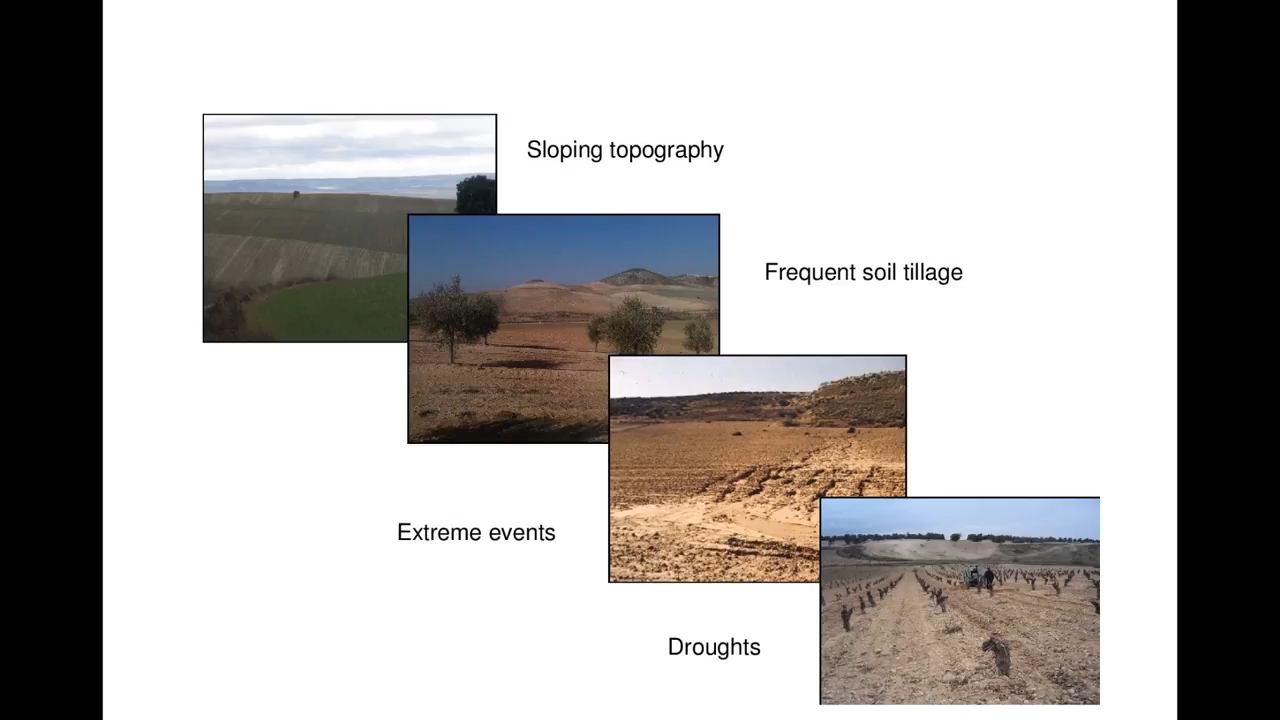 Sloping topography
Frequent soil tillage
Extreme events
Droughts